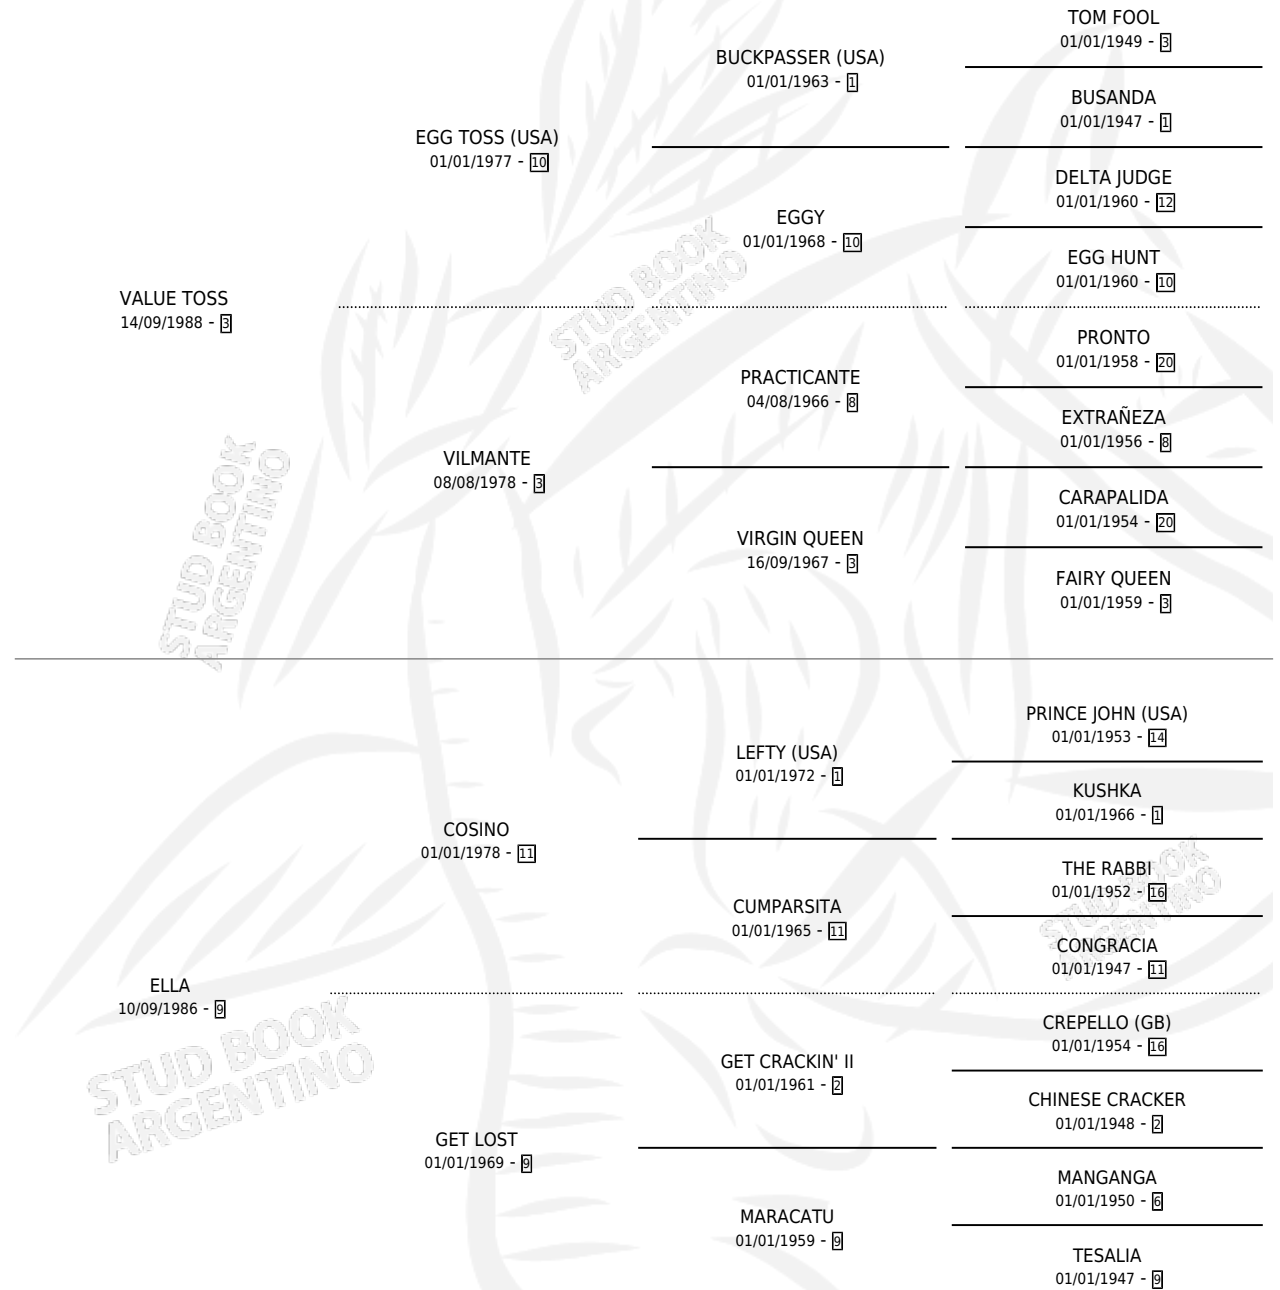 TOM FOOL
01/01/1949 - 3
BUCKPASSER (USA)
01/01/1963 - 1
BUSANDA
01/01/1947 - 1
EGG TOSS (USA)
01/01/1977 - 10
DELTA JUDGE
01/01/1960 - 12
EGGY
01/01/1968 - 10
EGG HUNT
01/01/1960 - 10
VALUE TOSS
14/09/1988 - 3
STUD BOOK
ARGENTINO
PRONTO
01/01/1958 - 20
PRACTICANTE
04/08/1966 - 8
EXTRAÑEZA
01/01/1956 - 8
VILMANTE
08/08/1978 - 3
CARAPALIDA
01/01/1954 - 20
VIRGIN QUEEN
16/09/1967 - 3
FAIRY QUEEN
01/01/1959 - 3
STUD BOOK
ARGENTINO
PRINCE JOHN (USA)
01/01/1953 - 14
LEFTY (USA)
01/01/1972 - 1
KUSHKA
01/01/1966 - 1
COSINO
01/01/1978 - 11
THE RABBI
01/01/1952 - 16
CUMPARSITA
01/01/1965 - 11
CONGRACIA
01/01/1947 - 11
STUD BOOK
ARGENTINO
ELLA
10/09/1986 - 9
CREPELLO (GB)
01/01/1954 - 16
GET CRACKIN' II
01/01/1961 - 2
CHINESE CRACKER
01/01/1948 - 2
STUD BOOK
ARGENTINO
GET LOST
01/01/1969 - 9
MANGANGA
01/01/1950 - 6
MARACATU
01/01/1959 - 9
TESALIA
01/01/1947 - 9